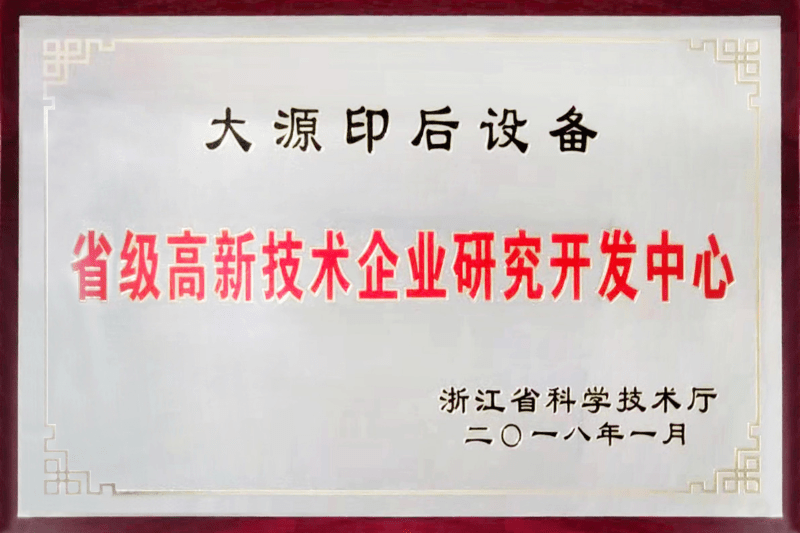 大源印后设备
省级高新技术企业研究开发中心
浙江省科学技术厅
二〇一八年一月